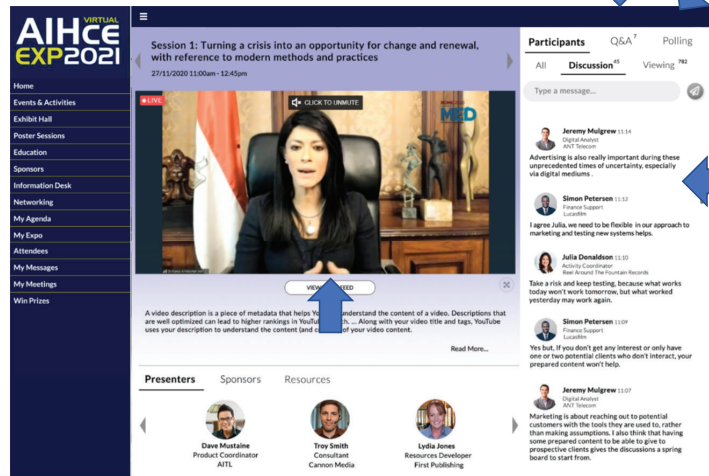 VIRTUAL
AIHce
EXP2021
Home
Events & Activities
Exhibit Hall
Poster Sessions
Education
Sponsors
Information Desk
Networking
My Agenda
My Expo
Attendees
My Messages
My Meetings
Win Prizes
Session 1: Turning a crisis into an opportunity for change and renewal,
with reference to modern methods and practices
27/11/2020 11:00am - 12:45pm
LIVE
CLICK TO UNMUTE
MED
VIEW
EED
A video description is a piece of metadata that helps Yo
understand the content of a video. Descriptions that
are well optimized can lead to higher rankings in YouTu
ch. ... Along with your video title and tags, YouTube
uses your description to understand the content (and c
of your video content.
Read More...
Presenters Sponsors Resources
Dave Mustaine
Product Coordinator
AITL
Troy Smith
Consultant
Cannon Media
Lydia Jones
Resources Developer
First Publishing
Participants Q&A 7 Polling
All Discussion 45 Viewing 782
Type a message...
Jeremy Mulgrew 11:14
Digital Analyst
ANT Telecom
Advertising is also really important during these
unprecedented times of uncertainty, especially
via digital mediums .
Simon Petersen 11:12
Finance Support
Lucasfilm
I agree Julia, we need to be flexible in our approach to
marketing and testing new systems helps.
Julia Donaldson 11:10
Activity Coordinator
Reel Around The Fountain Records
Take a risk and keep testing, because what works
today won't work tomorrow, but what worked
yesterday may work again.
Simon Petersen 11:09
Finance Support
Lucasfilm
Yes but, If you don't get any interest or only have
one or two potential clients who don't interact, your
prepared content won't help.
Jeremy Mulgrew 11:07
Digital Analyst
ANT Telecom
Marketing is about reaching out to potential
customers with the tools they are used to, rather
than making assumptions. I also think that having
some prepared content to be able to give to
prospective clients gives the discussions a spring
board to start from.